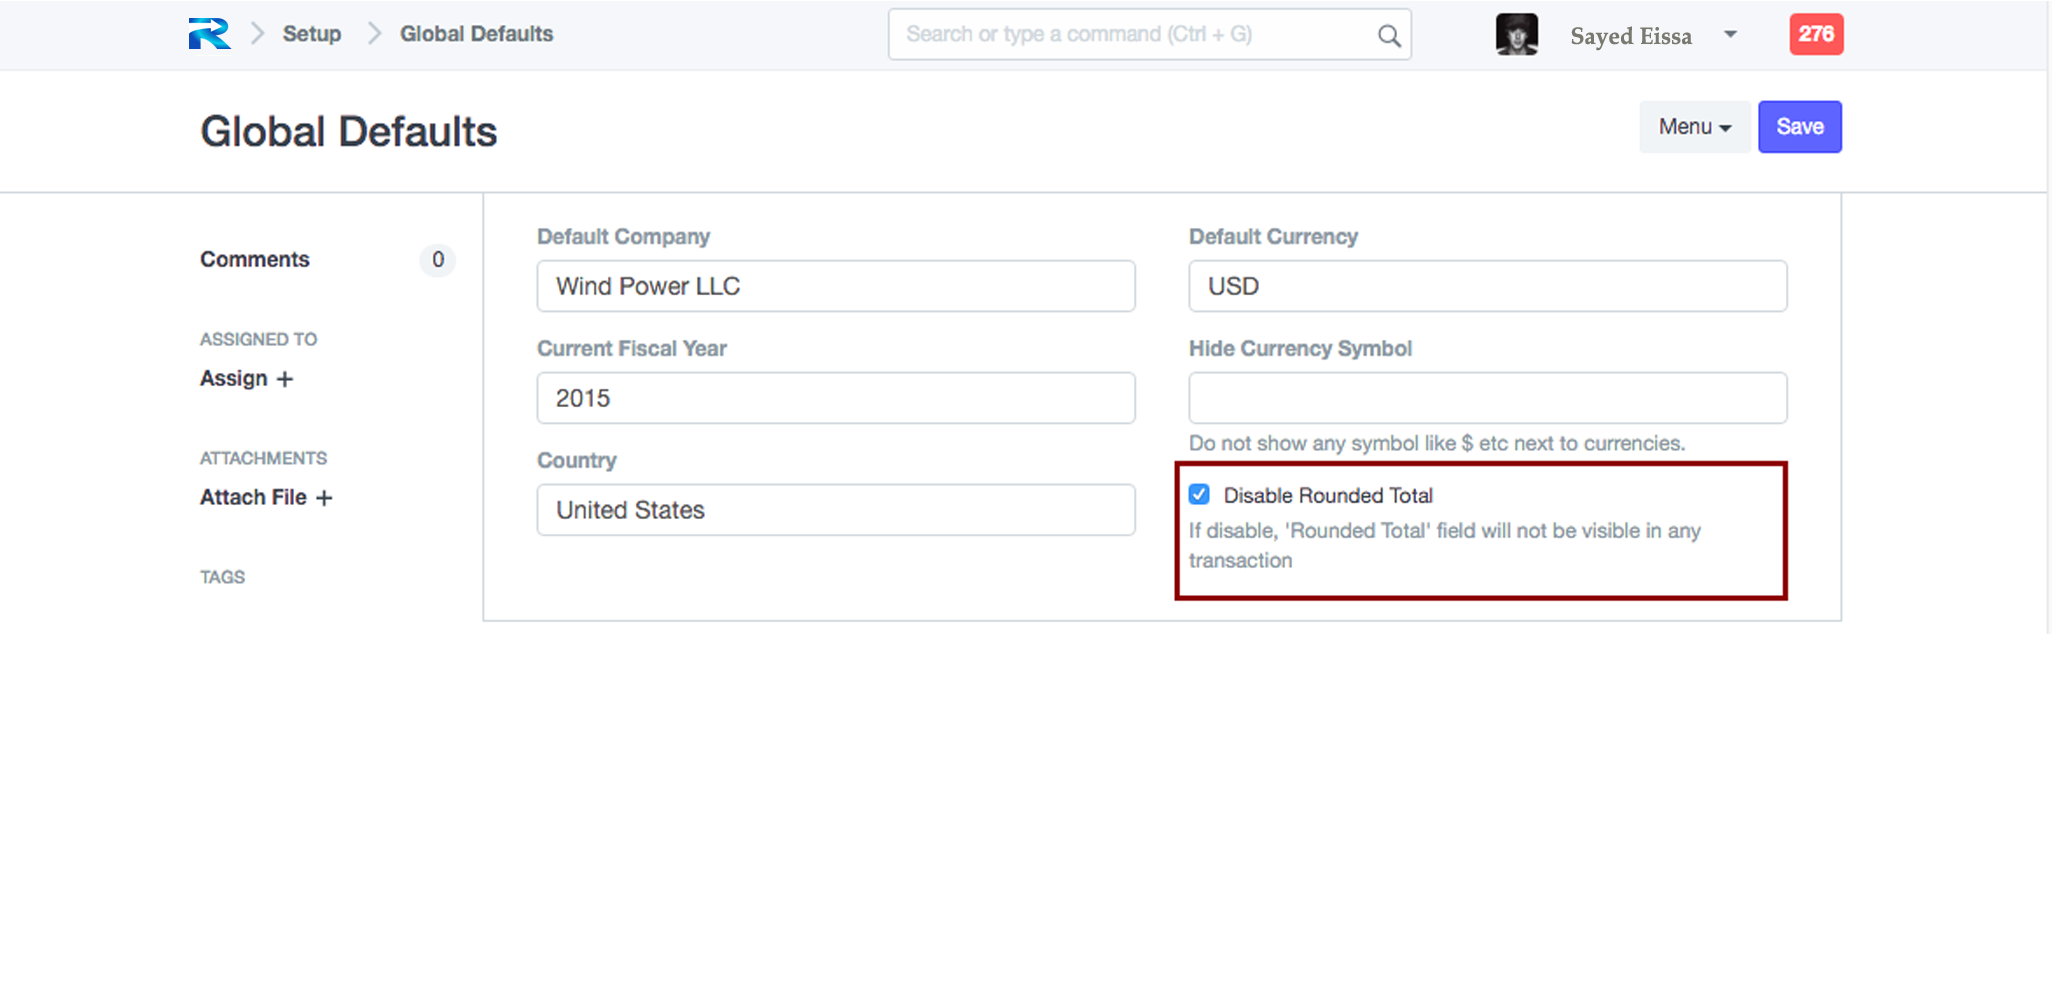 Setup
Global Defaults
Search or type a command (Ctrl + G)
Sayed Eissa
276
Global Defaults
Menu
Save
Comments
0
ASSIGNED TO
Assign +
ATTACHMENTS
Attach File +
TAGS
Default Company
Wind Power LLC
Current Fiscal Year
2015
Country
United States
Default Currency
USD
Hide Currency Symbol
Do not show any symbol like $ etc next to currencies.
Disable Rounded Total
If disable, 'Rounded Total' field will not be visible in any
transaction